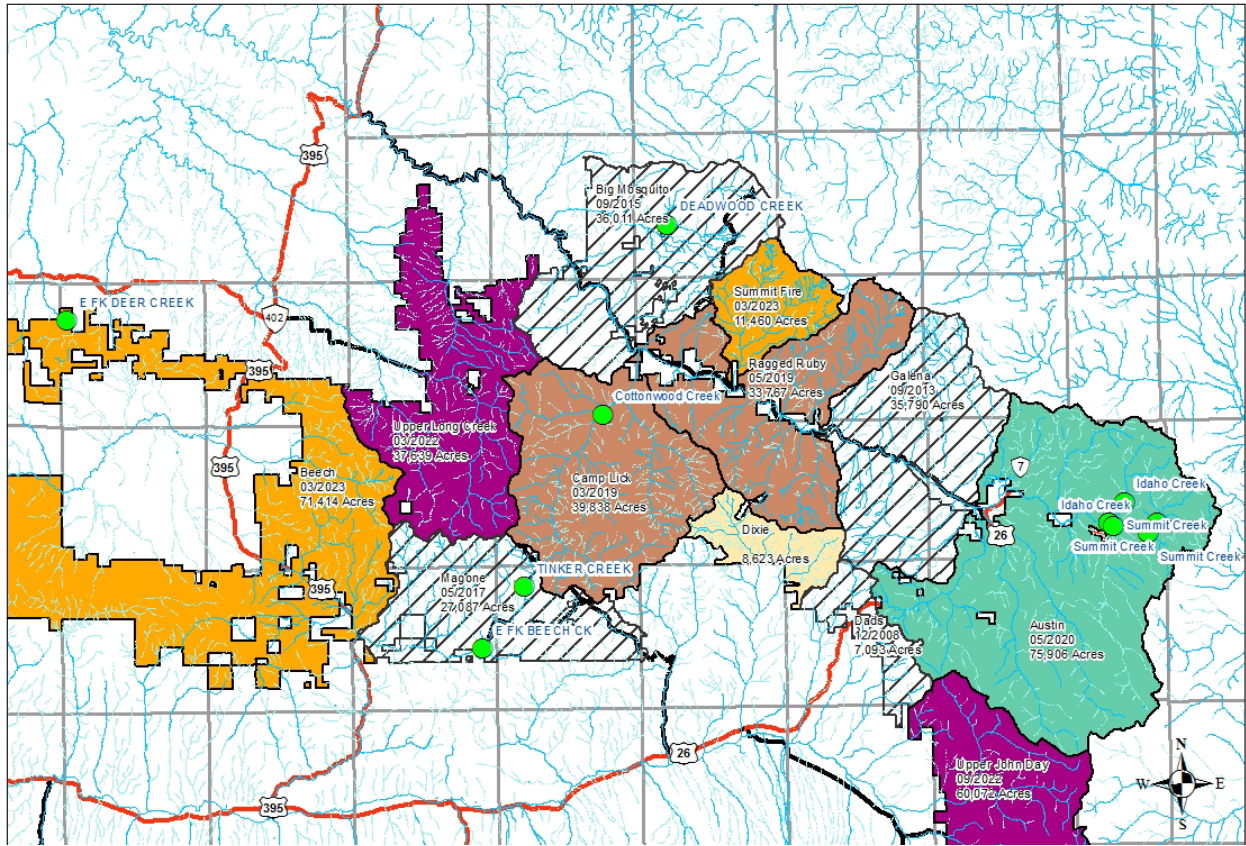 395
Big Mosquito
09/2015
36,011 Acres
DEADWOOD CREEK
E FK DEER CREEK
402
395
Summit Fire
03/2023
11,460 Acres
Ragged Ruby
05/2019
33,767 Acres
Galena
09/2013
35,790 Acres
Cottonwood Creek
Upper Long Creek
03/2022
37,639 Acres
Beech
03/2023
71,414 Acres
395
Camp Lick
03/2019
39,838 Acres
7
Idaho Creek
Idaho Creek
Summit Creek
Summit Creek
Summit Creek
26
Dixie
8,623 Acres
TINKER CREEK
Magone
05/2017
27,087 Acres
395
E FK BEECH CK
Dads
12/2008
7,093 Acres
Austin
05/2020
75,906 Acres
26
Upper John Day
09/2022
60,072 Acres
395
N
W
E
S